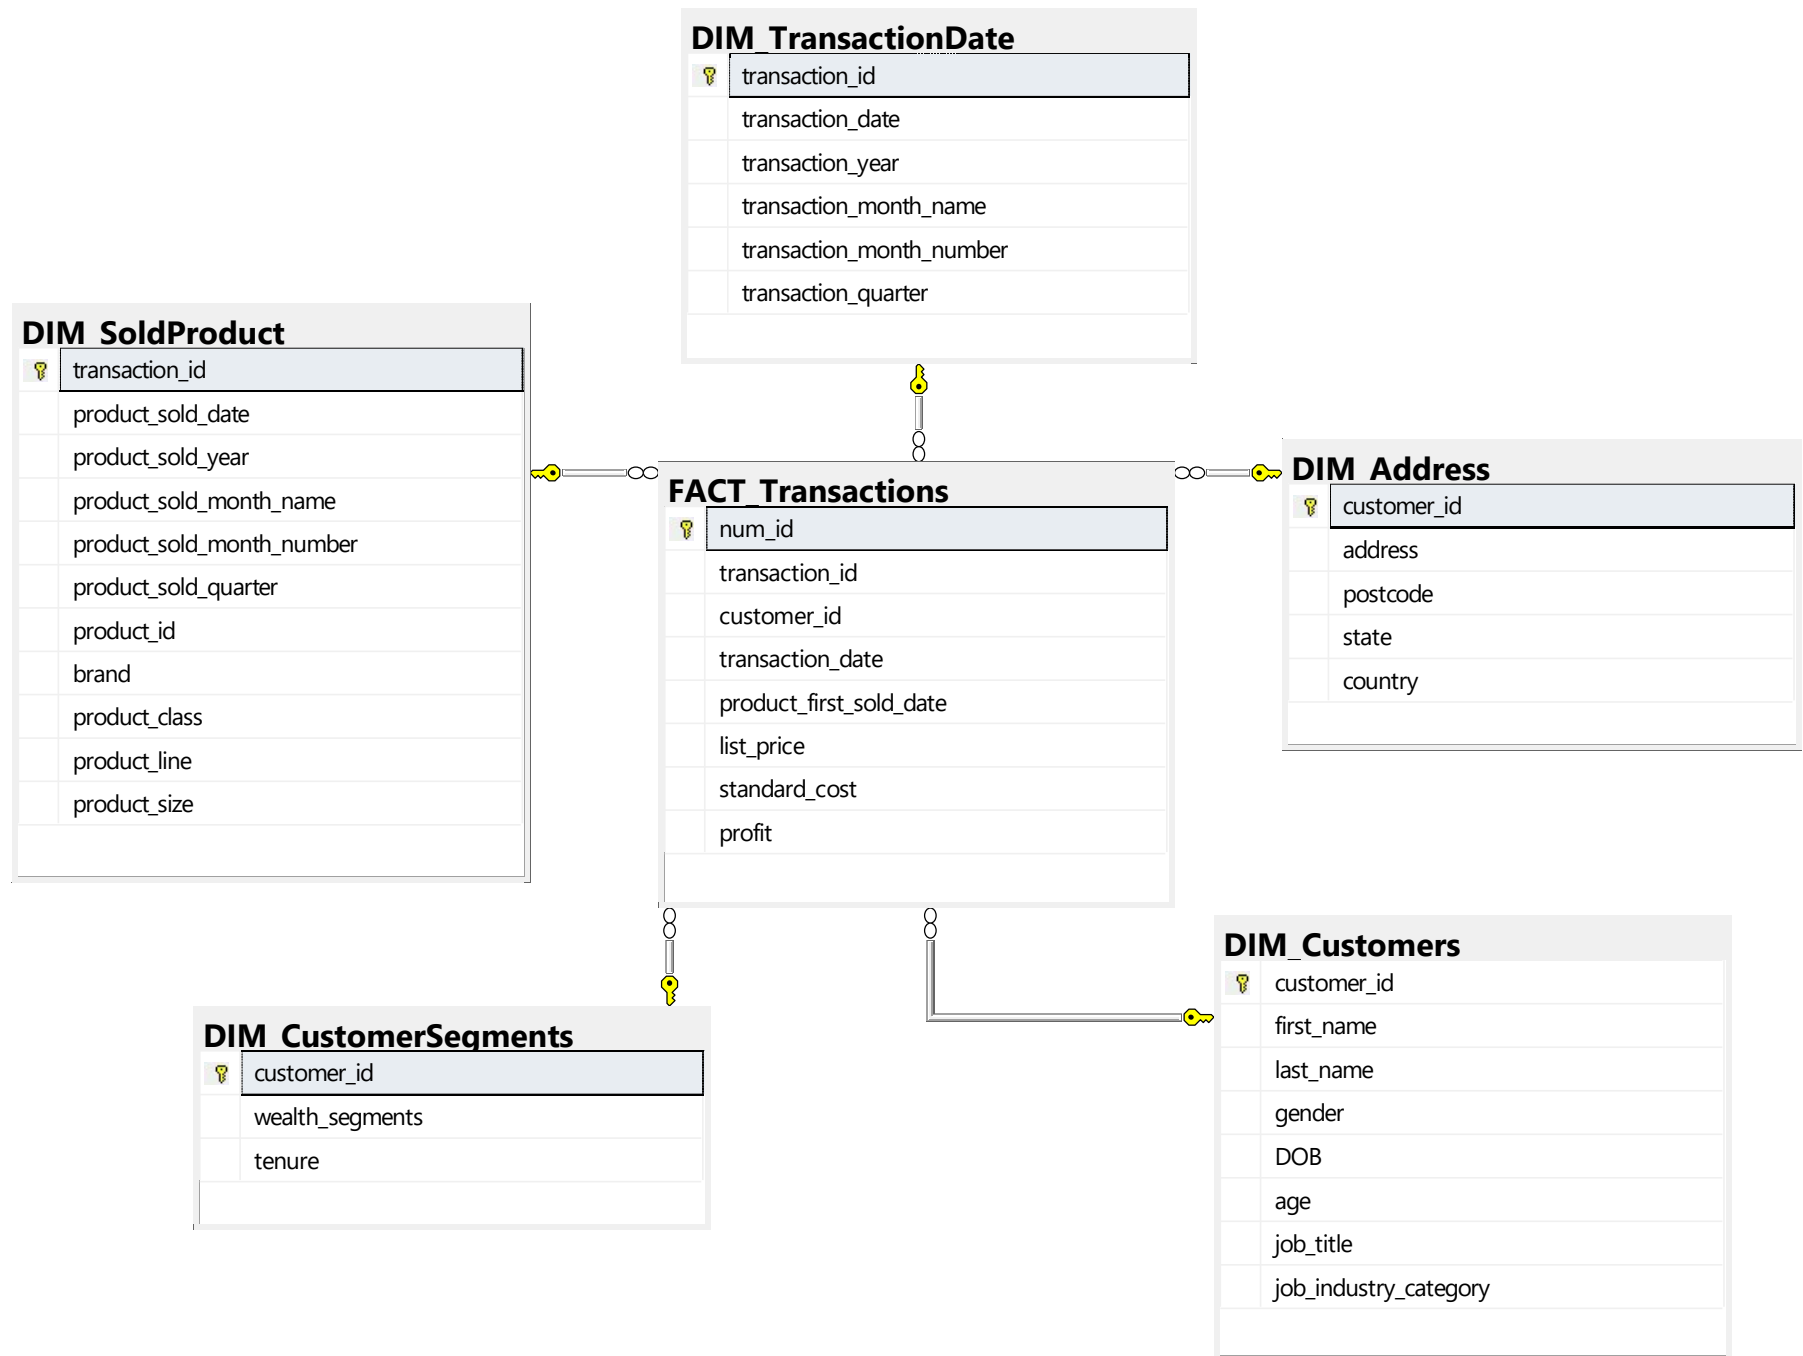 DIM_TransactionDate
transaction_id
transaction_date
transaction_year
transaction_month_name
transaction_month_number
transaction_quarter
DIM_SoldProduct
transaction_id
product_sold_date
product_sold_year
product_sold_month_name
product_sold_month_number
product_sold_quarter
product_id
brand
product_class
product_line
product_size
FACT_Transactions
num_id
transaction_id
customer_id
transaction_date
product_first_sold_date
list_price
standard_cost
profit
DIM_Address
customer_id
address
postcode
state
country
DIM_CustomerSegments
customer_id
wealth_segments
tenure
DIM_Customers
customer_id
first_name
last_name
gender
DOB
age
job_title
job_industry_category